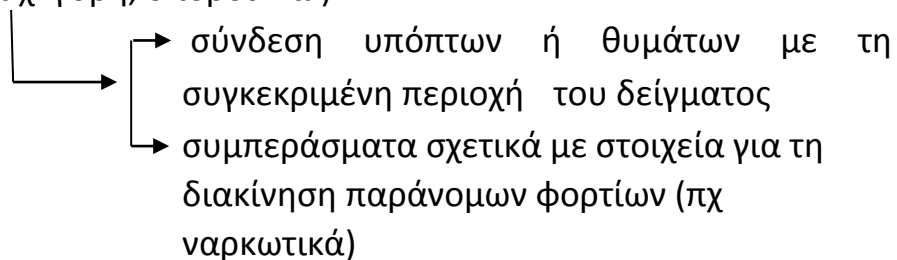 σύνδεση υπόπτων ή θυμάτων με τη
συγκεκριμένη περιοχή του δείγματος
συμπεράσματα σχετικά με στοιχεία για τη
διακίνηση παράνομων φορτίων (πχ
ναρκωτικά)